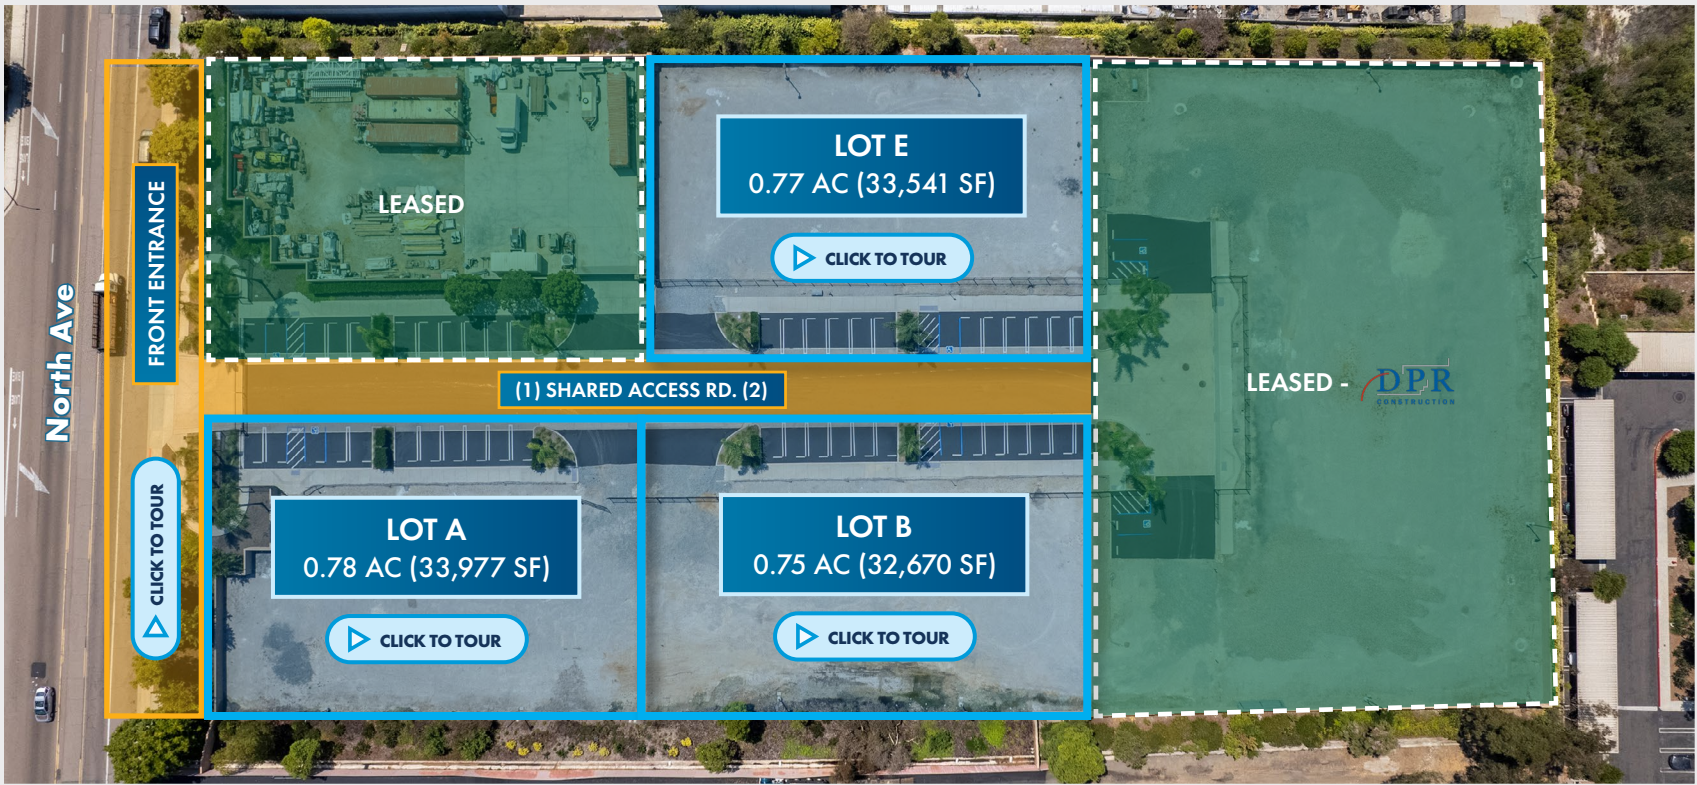 LEASED
LOT E
0.77 AC (33,541 SF)
CLICK TO TOUR
FRONT ENTRANCE
North Ave
(1) SHARED ACCESS RD. (2)
LEASED - DPR
CONSTRUCTION
CLICK TO TOUR
LOT A
0.78 AC (33,977 SF)
CLICK TO TOUR
LOT B
0.75 AC (32,670 SF)
CLICK TO TOUR